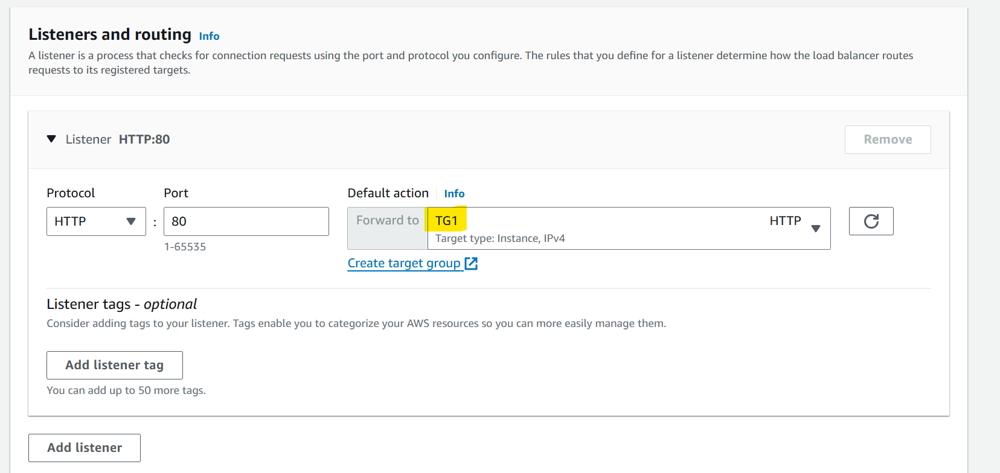 Listeners and routing Info
A listener is a process that checks for connection requests using the port and protocol you configure. The rules that you define for a listener determine how the load balancer routes
requests to its registered targets.
Listener HTTP:80
Remove
Protocol
Port
Default action
Info
HTTP
:
80
Forward to
TG1
HTTP
Target type: Instance, IPv4
1-65535
Create target group
Listener tags - optional
Consider adding tags to your listener. Tags enable you to categorize your AWS resources so you can more easily manage them.
Add listener tag
You can add up to 50 more tags.
Add listener